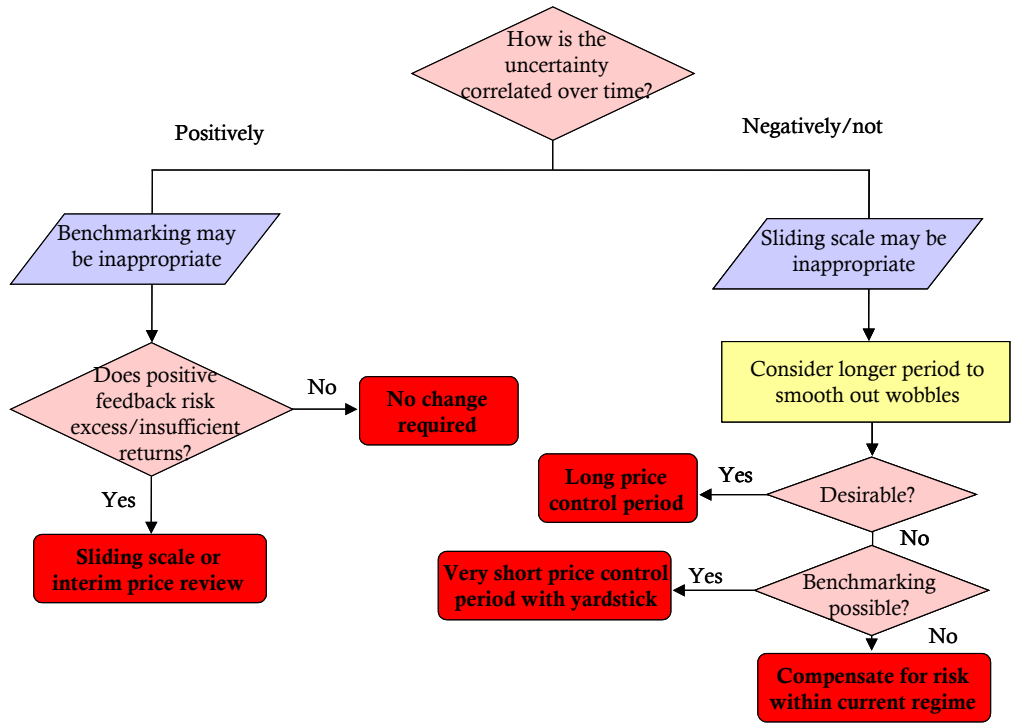 How is the
uncertainty
correlated over time?
Positively
Negatively/not
Benchmarking may
be inappropriate
Sliding scale may be
inappropriate
Does positive
feedback risk
excess/insufficient
returns?
No
No change
required
Yes
Sliding scale or
interim price review
Consider longer period to
smooth out wobbles
Desirable?
Yes
Long price
control period
No
Benchmarking
possible?
Yes
Very short price control
period with yardstick
No
Compensate for risk
within current regime